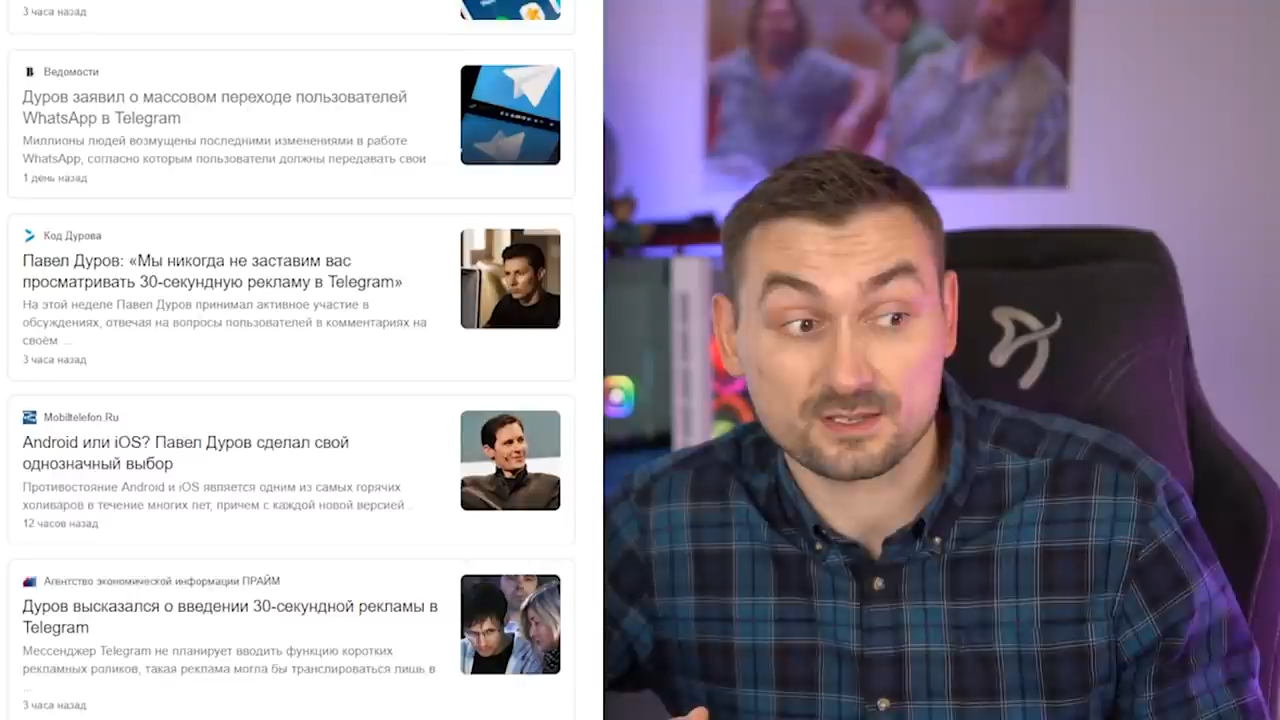 3 часа назад
Ведомости
Дуров заявил о массовом переходе пользователей
WhatsApp в Telegram
Миллионы людей возмущены последними изменениями в работе
WhatsApp, согласно которым пользователи должны передавать свои
1 день назад
Код Дурова
Павел Дуров: «Мы никогда не заставим вас
просматривать 30-секундную рекламу в Telegram»
На этой неделе Павел Дуров принимал активное участие в
обсуждениях, отвечая на вопросы пользователей в комментариях на
своём ...
3 часа назад
Mobiltelefon.Ru
Android или iOS? Павел Дуров сделал свой
однозначный выбор
Противостояние Android и iOS является одним из самых горячих
холиваров в течение многих лет, причем с каждой новой версией ...
12 часов назад
Агентство экономической информации ПРАЙМ
Дуров высказался о введении 30-секундной рекламы в
Telegram
Мессенджер Telegram не планирует вводить функцию коротких
рекламных роликов, такая реклама могла бы транслироваться лишь в
...
3 часа назад